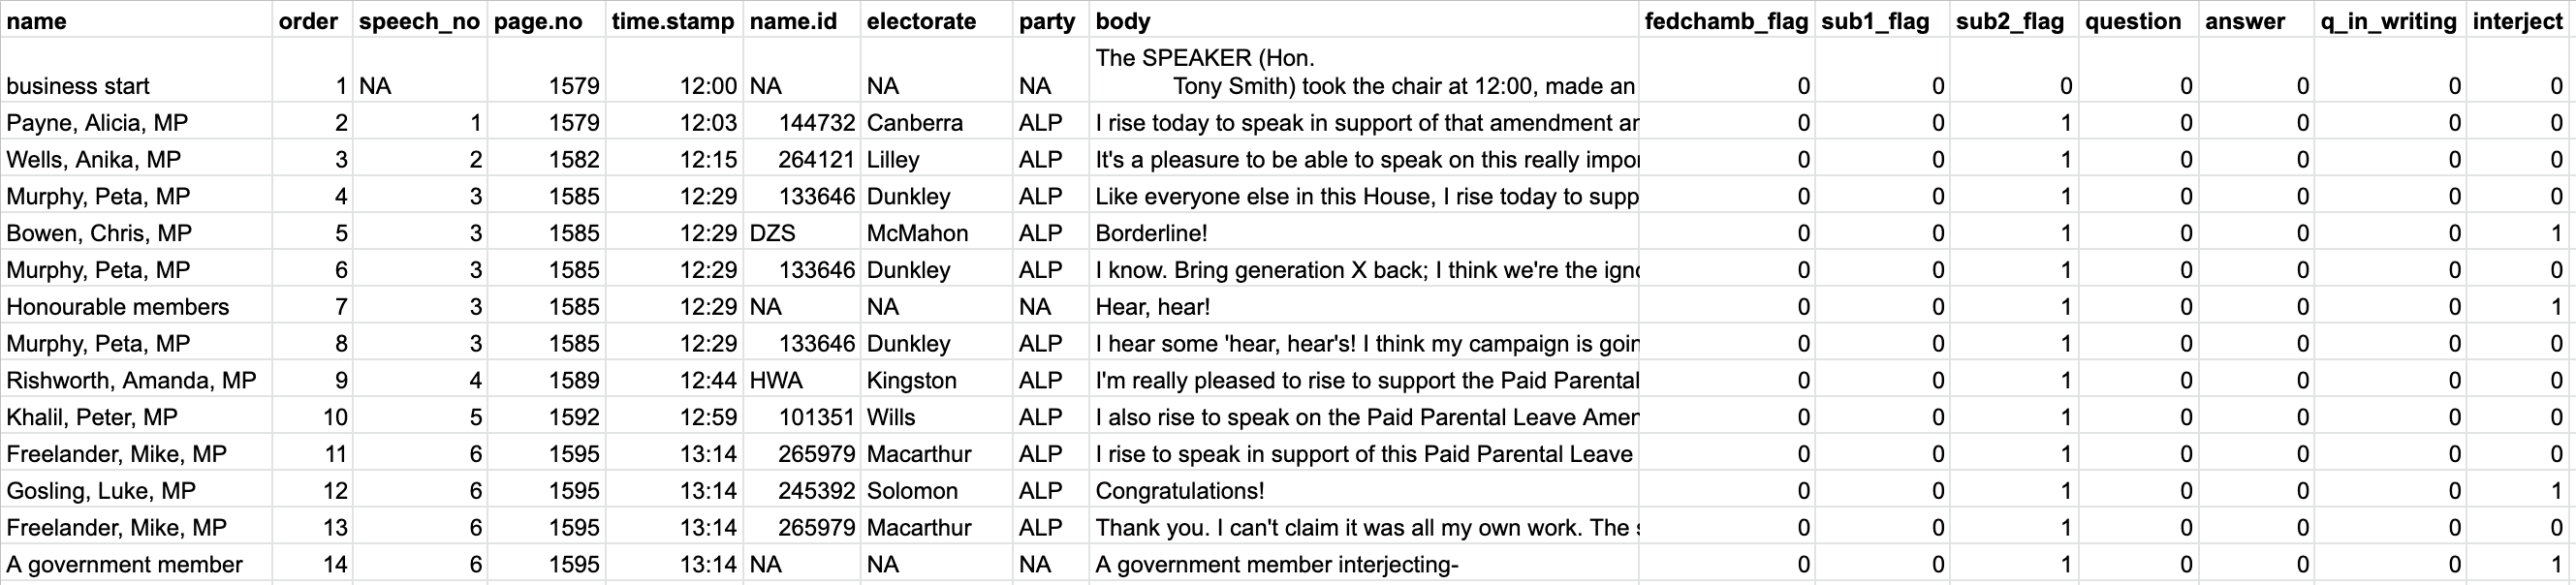 name order speech_no page.no time.stamp name.id electorate party body fedchamb_flag sub1_flag sub2_flag question answer q_in_writing interject
The SPEAKER (Hon.
business start 1 NA 1579 12:00 NA NA NA Tony Smith) took the chair at 12:00, made an 0 0 0 0 0 0 0
Payne, Alicia, MP 2 1 1579 12:03 144732 Canberra ALP I rise today to speak in support of that amendment 0 0 1 0 0 0 0
Wells, Anika, MP 3 2 1582 12:15 264121 Lilley ALP It's a pleasure to be able to speak on this really 0 0 1 0 0 0 0
Murphy, Peta, MP 4 3 1585 12:29 133646 Dunkley ALP Like everyone else in this House, I rise today to supp 0 0 1 0 0 0 0
Bowen, Chris, MP 5 3 1585 12:29 DZS McMahon ALP Borderline! 0 0 1 0 0 0 1
Murphy, Peta, MP 6 3 1585 12:29 133646 Dunkley ALP I know. Bring generation X back; I think we're the 0 0 1 0 0 0 0
Honourable members 7 3 1585 12:29 NA NA NA Hear, hear! 0 0 1 0 0 0 1
Murphy, Peta, MP 8 3 1585 12:29 133646 Dunkley ALP I hear some 'hear, hear's! I think my campaign is goin 0 0 1 0 0 0 0
Rishworth, Amanda, MP 9 4 1589 12:44 HWA Kingston ALP I'm really pleased to rise to support the Paid Parental 0 0 1 0 0 0 0
Khalil, Peter, MP 10 5 1592 12:59 101351 Wills ALP I also rise to speak on the Paid Parental Leave Amen 0 0 1 0 0 0 0
Freelander, Mike, MP 11 6 1595 13:14 265979 Macarthur ALP I rise to speak in support of this Paid Parental Leave 0 0 1 0 0 0 0
Gosling, Luke, MP 12 6 1595 13:14 245392 Solomon ALP Congratulations! 0 0 1 0 0 0 1
Freelander, Mike, MP 13 6 1595 13:14 265979 Macarthur ALP Thank you. I can't claim it was all my own work. The 0 0 1 0 0 0 0
A government member 14 6 1595 13:14 NA NA NA A government member interjecting- 0 0 1 0 0 0 1